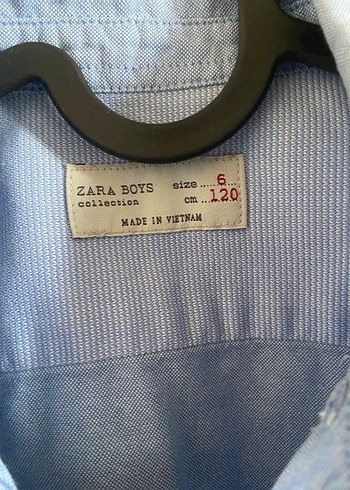 ZARA BOYS size.....6...
collection cm...120
MADE IN VIETNAM